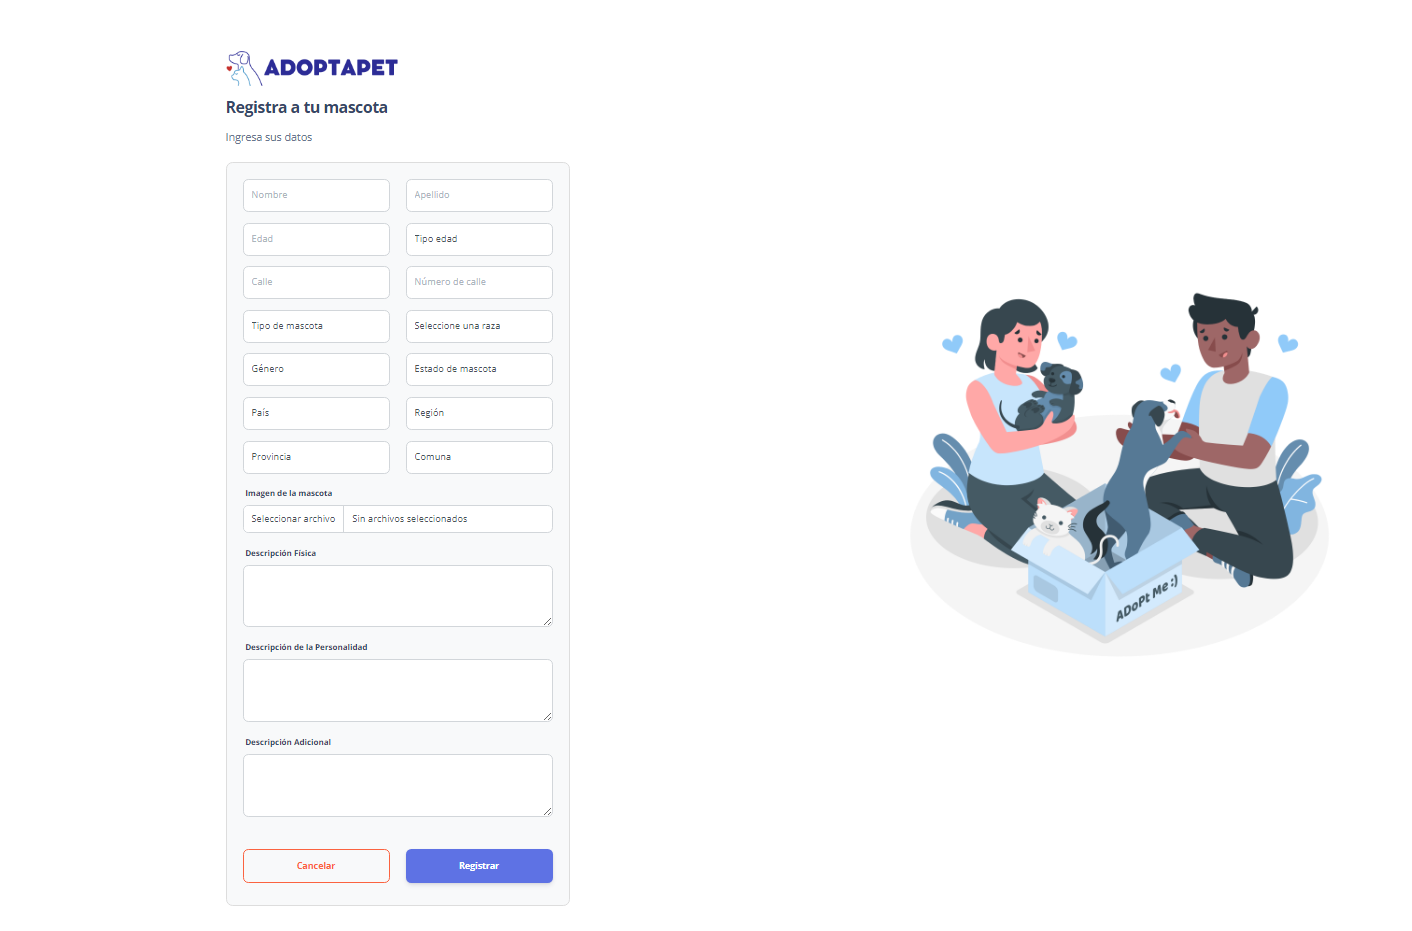 ADOPTAPET
Registra a tu mascota
Ingresa sus datos
Nombre
Apellido
Edad
Tipo edad
Calle
Número de calle
Tipo de mascota
Seleccione una raza
Género
Estado de mascota
País
Región
Provincia
Comuna
Imagen de la mascota
Seleccionar archivo
Sin archivos seleccionados
Descripción Física
Descripción de la Personalidad
Descripción Adicional
Cancelar
Registrar
ADoPt Me :)